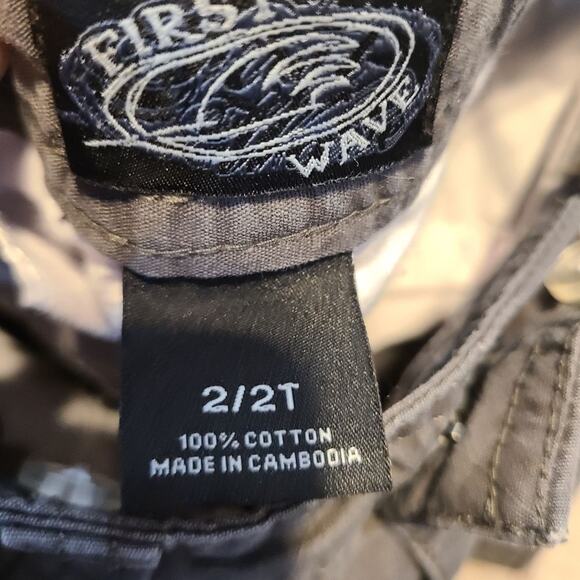 FIRST
WAVE
2/2T
100% COTTON
MADE IN CAMBODIA